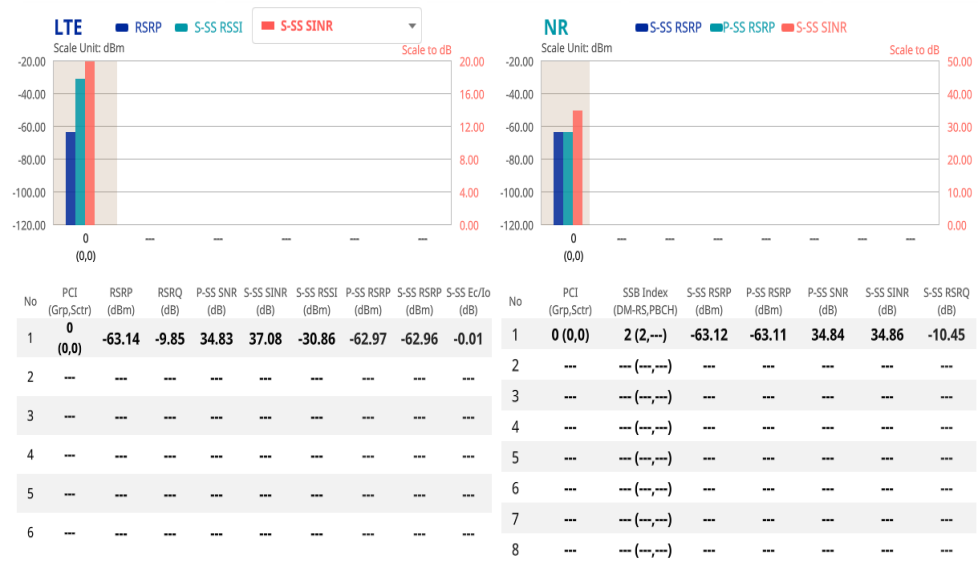 LTE RSRP S-SS RSSI S-SS SINR
Scale Unit: dBm Scale to dB
-20.00 20.00
-40.00 16.00
-60.00 12.00
-80.00 8.00
-100.00 4.00
-120.00 0.00
0 --- --- --- --- ---
(0,0)
No PCI (Grp,Sctr) RSRP (dBm) RSRQ (dB) P-SS SNR (dB) S-SS SINR (dB) S-SS RSSI (dBm) P-SS RSRP (dBm) S-SS RSRP (dBm) S-SS Ec/Io (dB)
1 0 (0,0) -63.14 -9.85 34.83 37.08 -30.86 -62.97 -62.96 -0.01
2 --- --- --- --- --- --- --- --- ---
3 --- --- --- --- --- --- --- --- ---
4 --- --- --- --- --- --- --- --- ---
5 --- --- --- --- --- --- --- --- ---
6 --- --- --- --- --- --- --- --- ---
NR S-SS RSRP P-SS RSRP S-SS SINR
Scale Unit: dBm Scale to dB
-20.00 50.00
-40.00 40.00
-60.00 30.00
-80.00 20.00
-100.00 10.00
-120.00 0.00
0 --- --- --- --- --- --- ---
(0,0)
No PCI (Grp,Sctr) SSB Index (DM-RS,PBCH) S-SS RSRP (dBm) P-SS RSRP (dBm) P-SS SNR (dB) S-SS SINR (dB) S-SS RSRQ (dB)
1 0 (0,0) 2 (2,---) -63.12 -63.11 34.84 34.86 -10.45
2 --- --- (---,---) --- --- --- --- ---
3 --- --- (---,---) --- --- --- --- ---
4 --- --- (---,---) --- --- --- --- ---
5 --- --- (---,---) --- --- --- --- ---
6 --- --- (---,---) --- --- --- --- ---
7 --- --- (---,---) --- --- --- --- ---
8 --- --- (---,---) --- --- --- --- ---